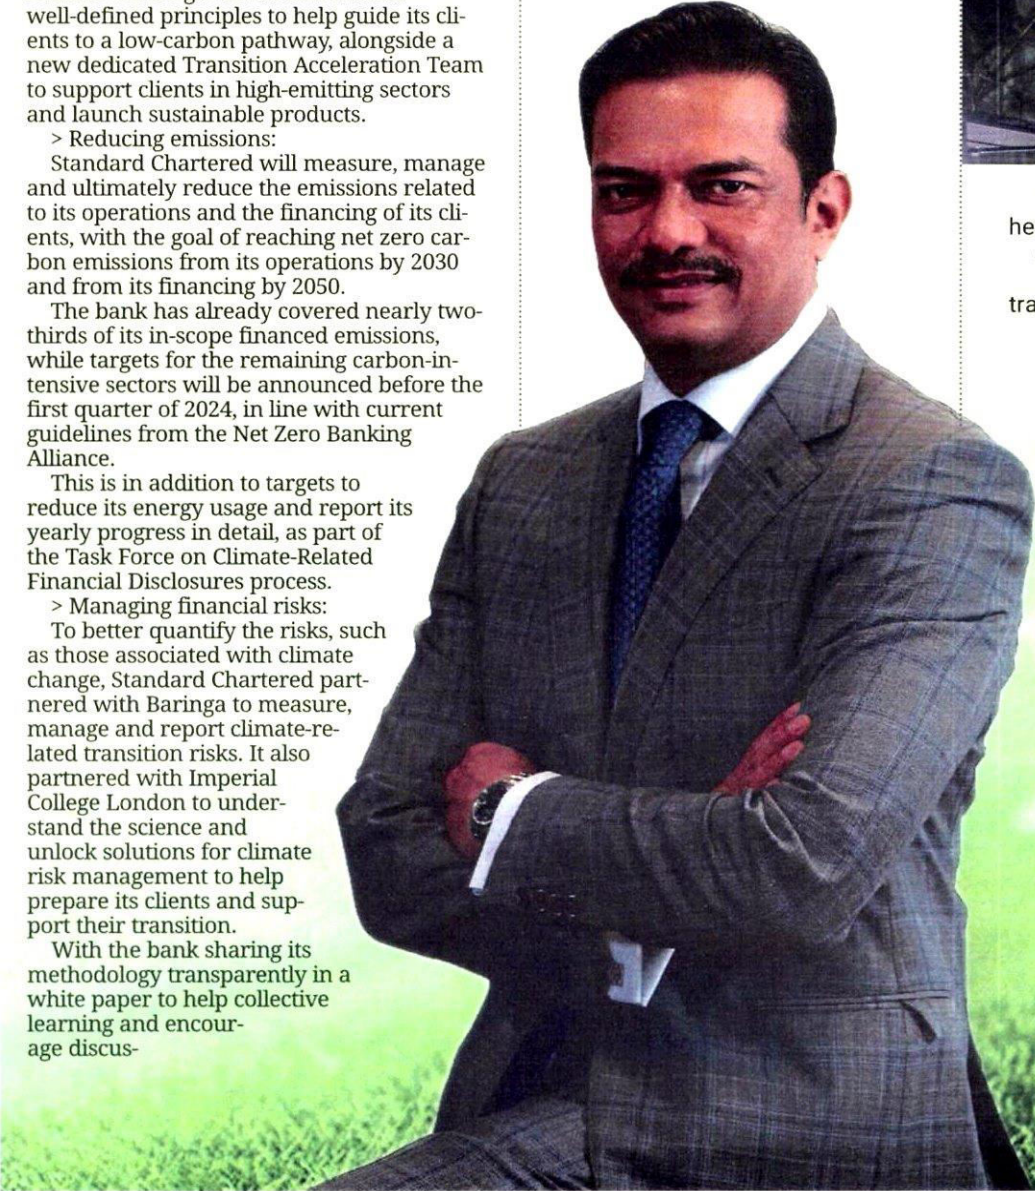 well-defined principles to help guide its cli-
ents to a low-carbon pathway, alongside a
new dedicated Transition Acceleration Team
to support clients in high-emitting sectors
and launch sustainable products.
> Reducing emissions:
Standard Chartered will measure, manage
and ultimately reduce the emissions related
to its operations and the financing of its cli-
ents, with the goal of reaching net zero car-
bon emissions from its operations by 2030
and from its financing by 2050.
The bank has already covered nearly two-
thirds of its in-scope financed emissions,
while targets for the remaining carbon-in-
tensive sectors will be announced before the
first quarter of 2024, in line with current
guidelines from the Net Zero Banking
Alliance.
This is in addition to targets to
reduce its energy usage and report its
yearly progress in detail, as part of
the Task Force on Climate-Related
Financial Disclosures process.
> Managing financial risks:
To better quantify the risks, such
as those associated with climate
change, Standard Chartered part-
nered with Baringa to measure,
manage and report climate-re-
lated transition risks. It also
partnered with Imperial
College London to under-
stand the science and
unlock solutions for climate
risk management to help
prepare its clients and sup-
port their transition.
With the bank sharing its
methodology transparently in a
white paper to help collective
learning and encour-
age discus-
he
tra